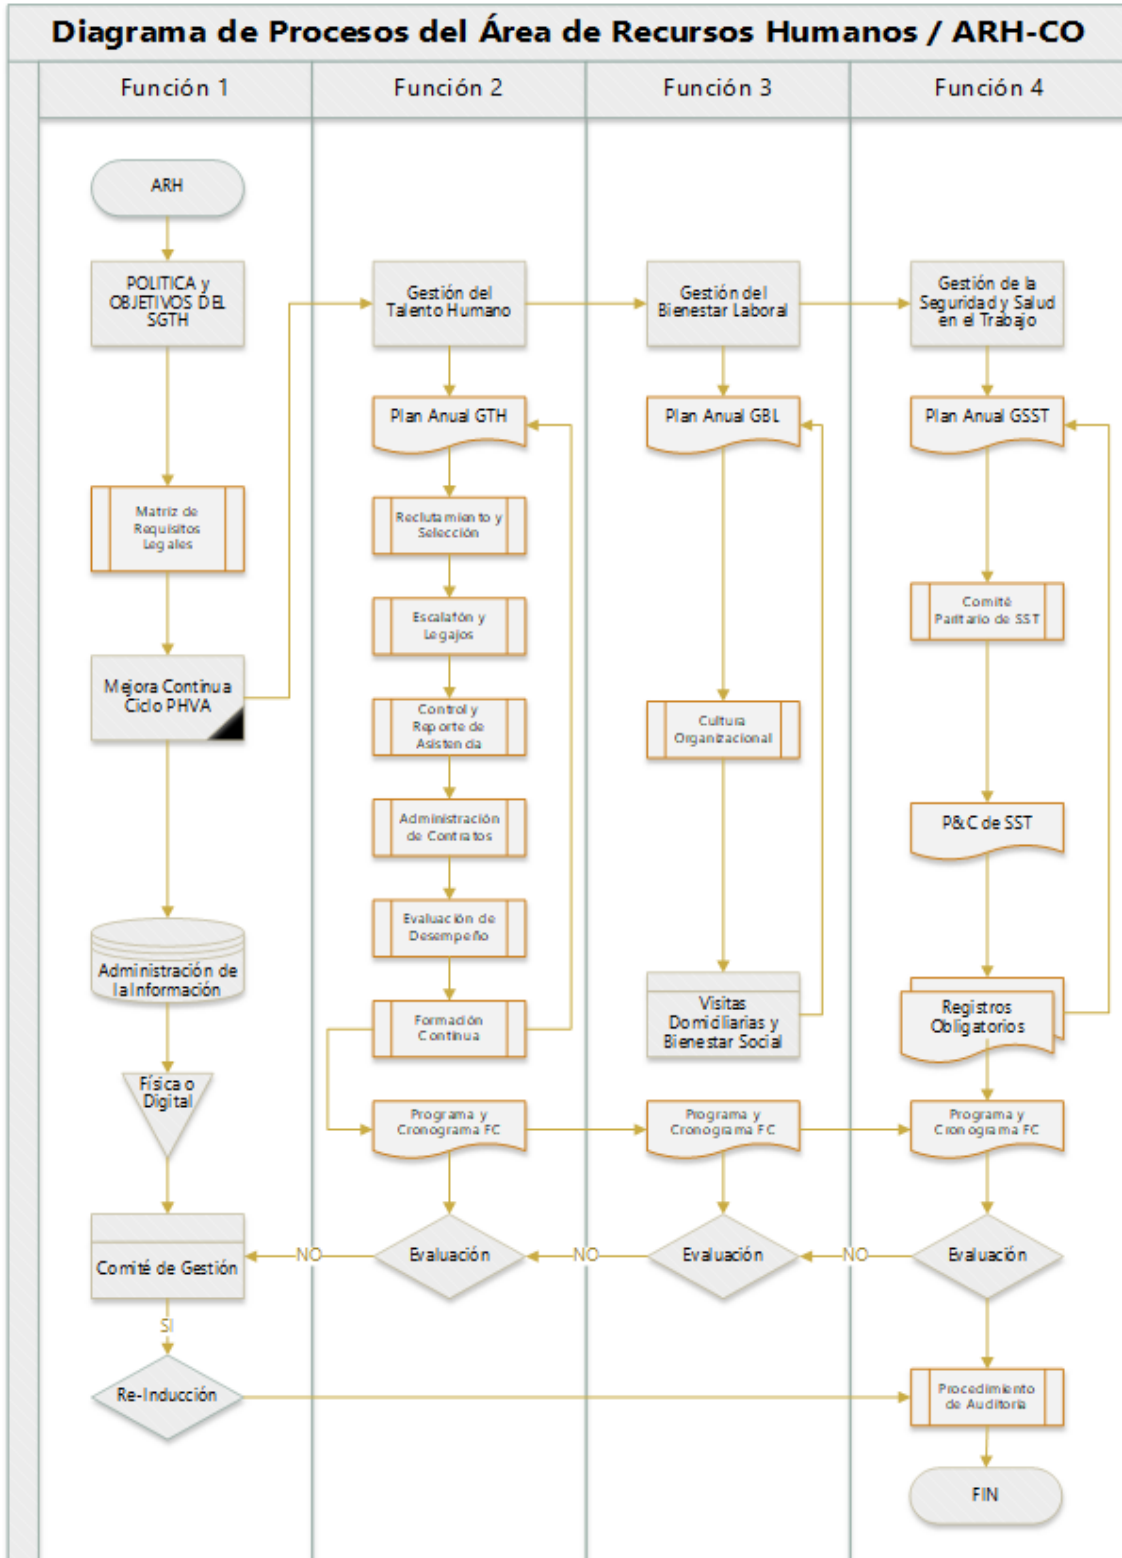 Diagrama de Procesos del Área de Recursos Humanos / ARH-CO
Función 1
Función 2
Función 3
Función 4
ARH
POLITICA y
OBJETIVOS DEL
SGTH
Matriz de
Requisitos
Legales
Mejora Continua
Ciclo PHVA
Administración de
la Información
Física o
Digital
Comité de Gestión
SI
Re-Inducción
Gestión del
Talento Humano
Plan Anual GTH
Reclutamiento y
Selección
Escalafón y
Legajos
Control y
Reporte de
Asistencia
Administración
de Contratos
Evaluación de
Desempeño
Formación
Continua
Programa y
Cronograma FC
Evaluación
NO
Gestión del
Bienestar Laboral
Plan Anual GBL
Cultura
Organizacional
Visitas
Domiciliarias y
Bienestar Social
Programa y
Cronograma FC
Evaluación
NO
Gestión de la
Seguridad y Salud
en el Trabajo
Plan Anual GSST
Comité
Paritario de SST
P&C de SST
Registros
Obligatorios
Programa y
Cronograma FC
Evaluación
NO
Procedimiento
de Auditoria
FIN